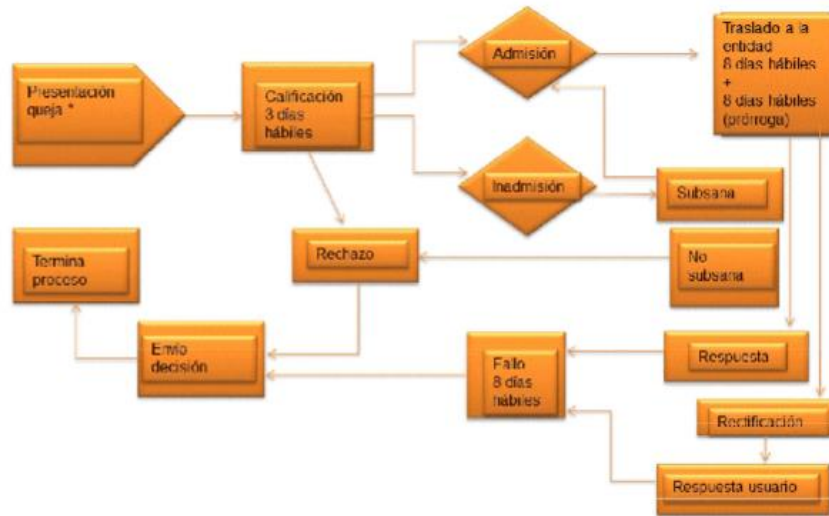 Presentación
queja *
Calificación
3 días
hábiles
Admisión
Traslado a la
entidad
8 días hábiles
+
8 días hábiles
(prórroga)
Inadmisión
Subsana
Rechazo
No
subsana
Termina
proceso
Envío
decisión
Fallo
8 días
hábiles
Respuesta
Rectificación
Respuesta usuario